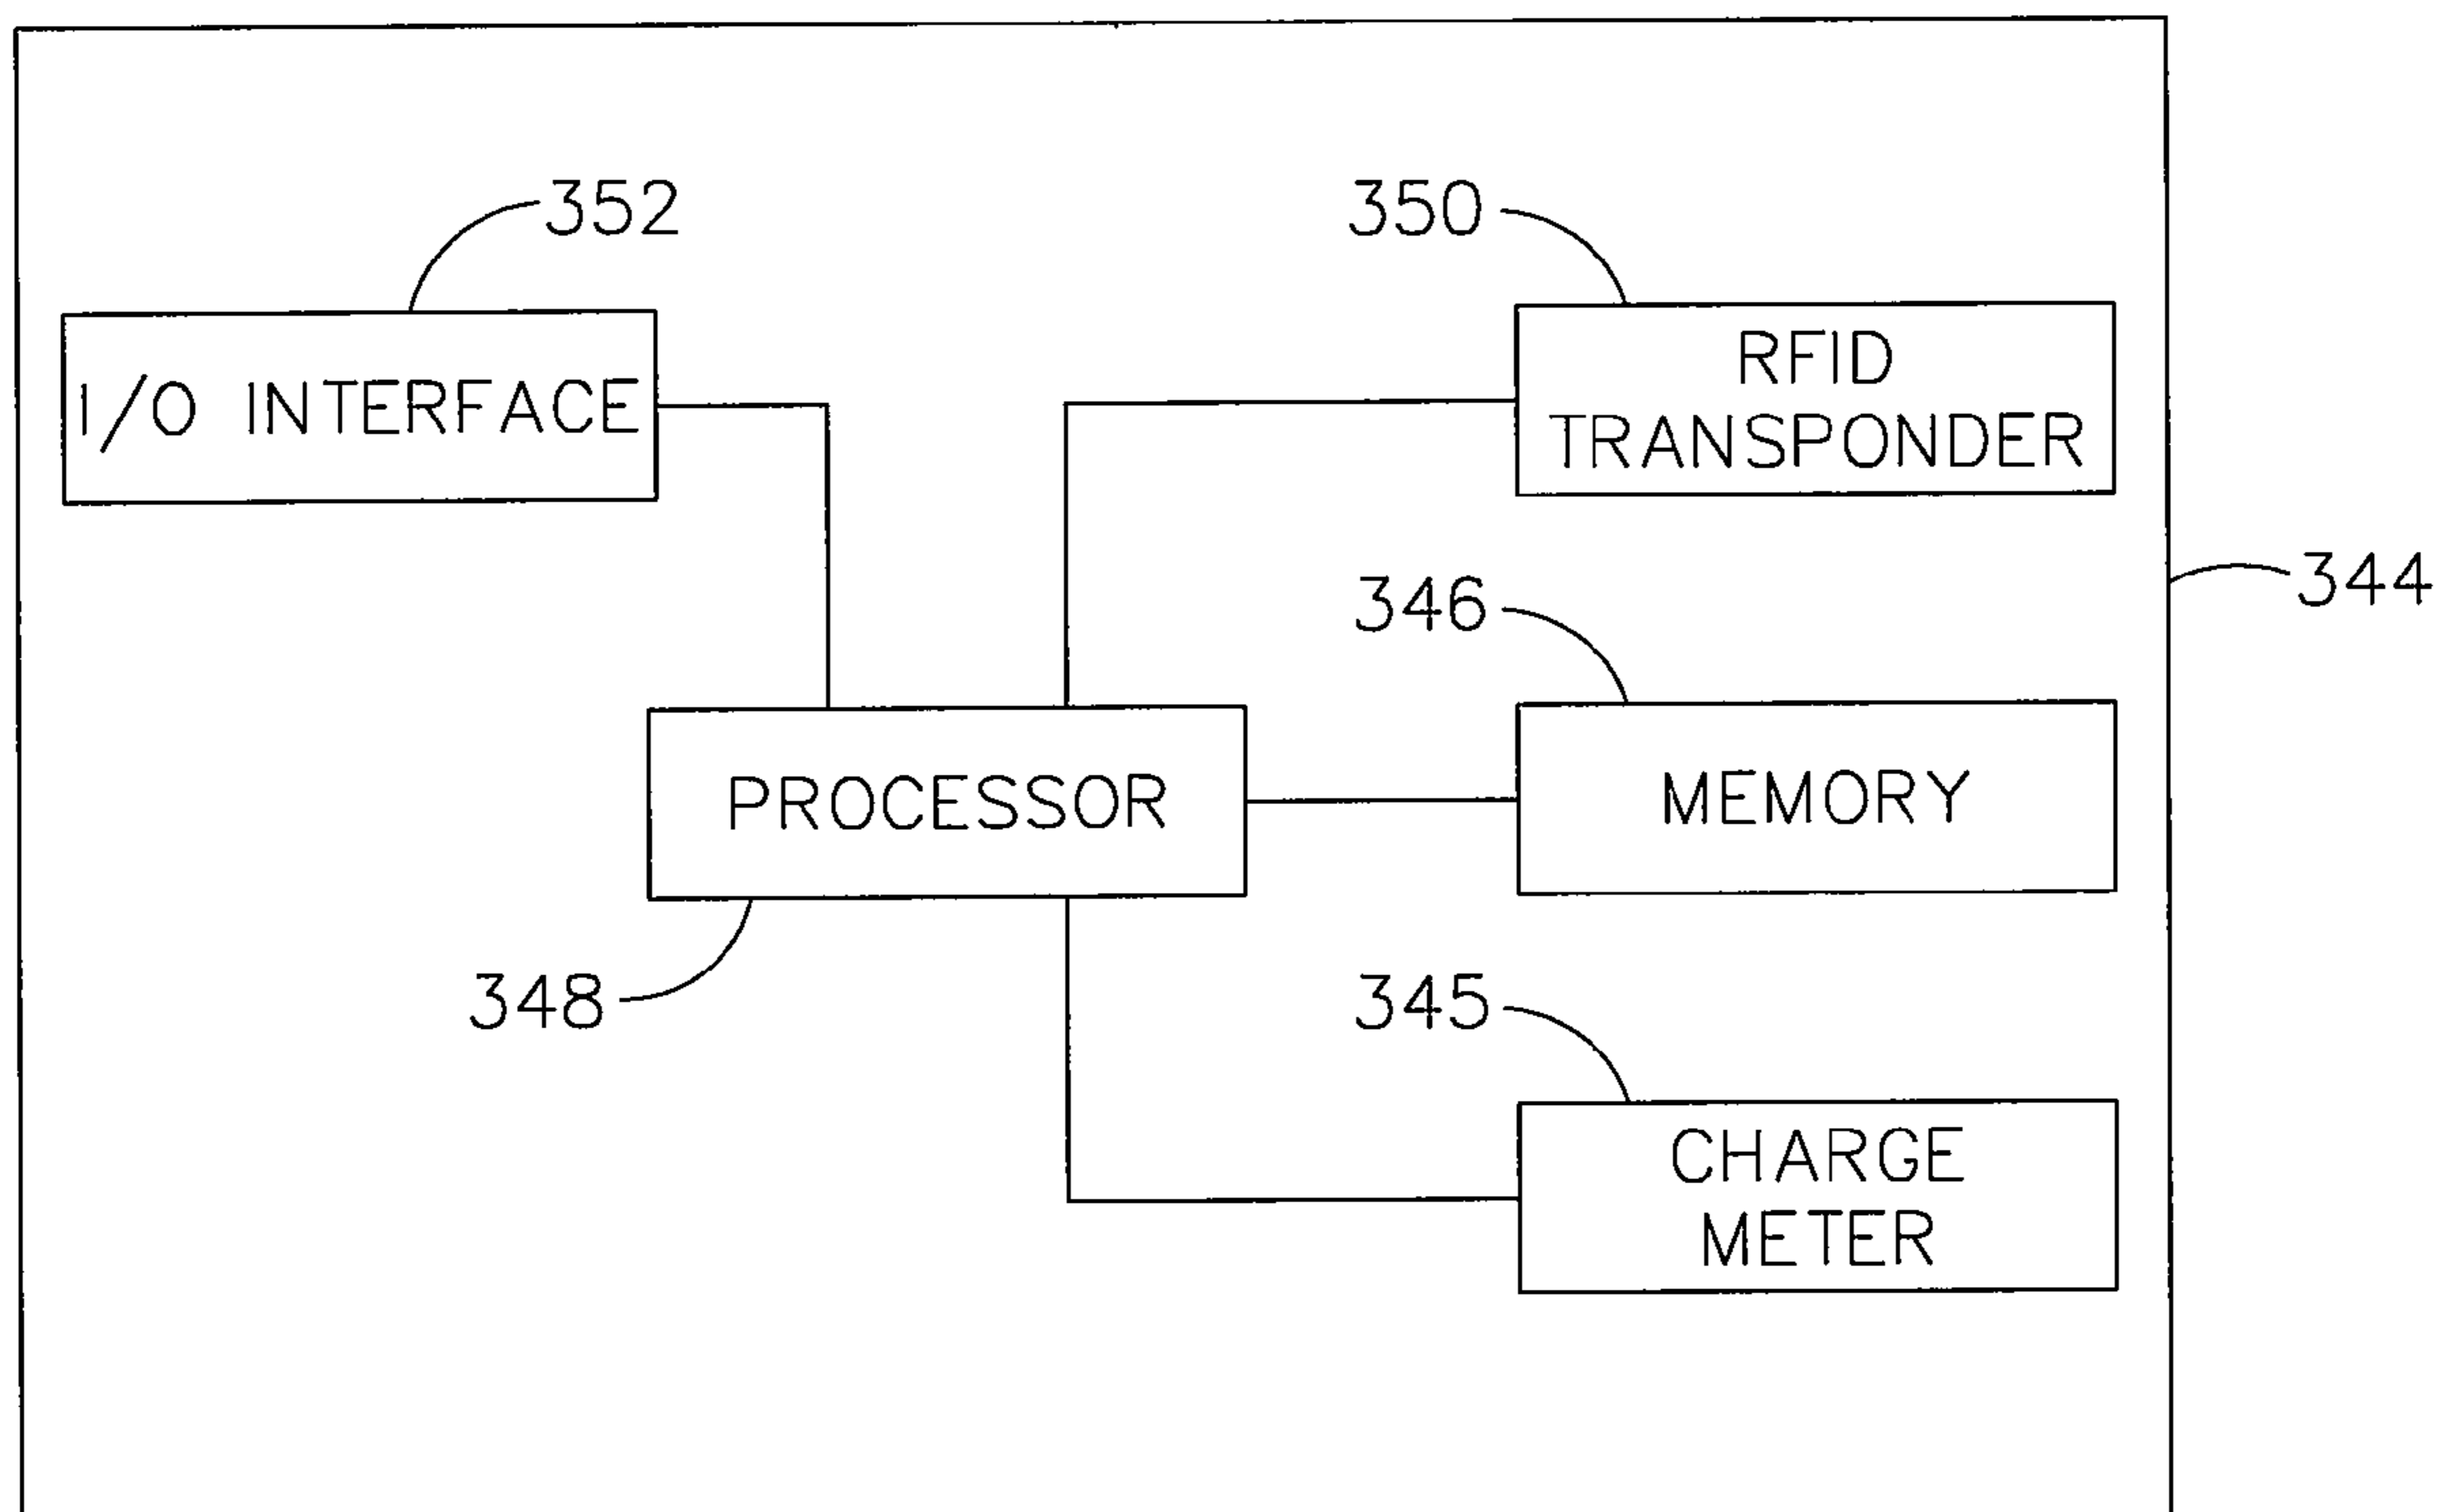 352
350
I/O INTERFACE
RFID
TRANSPONDER
344
346
PROCESSOR
MEMORY
348
345
CHARGE
METER